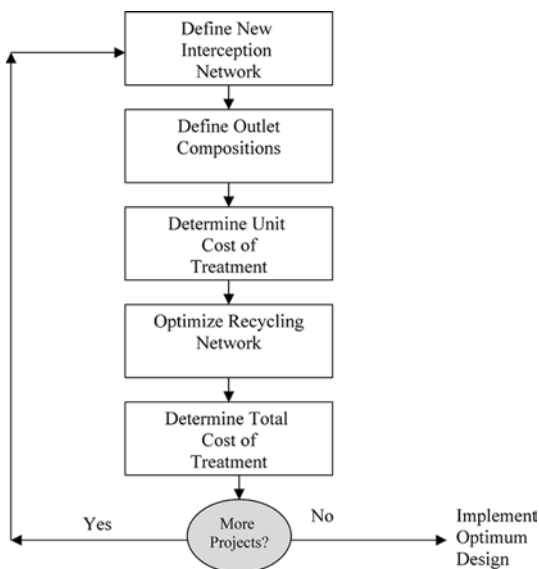 Define New
Interception
Network
Define Outlet
Compositions
Determine Unit
Cost of
Treatment
Optimize Recycling
Network
Determine Total
Cost of
Treatment
More
Projects?
Yes
No
Implement
Optimum
Design